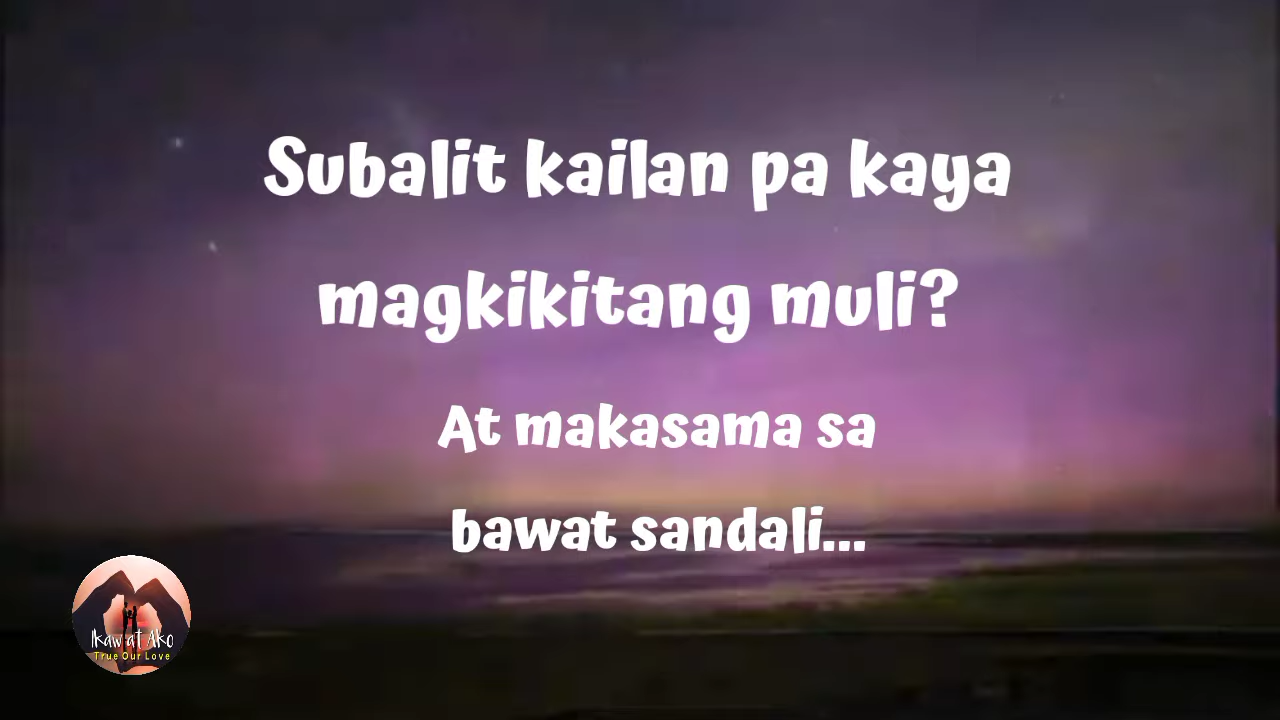 Subalit kailan pa kaya
magkikitang muli?
At makasama sa
bawat sandali...
Ikaw at Ako
True Our Love